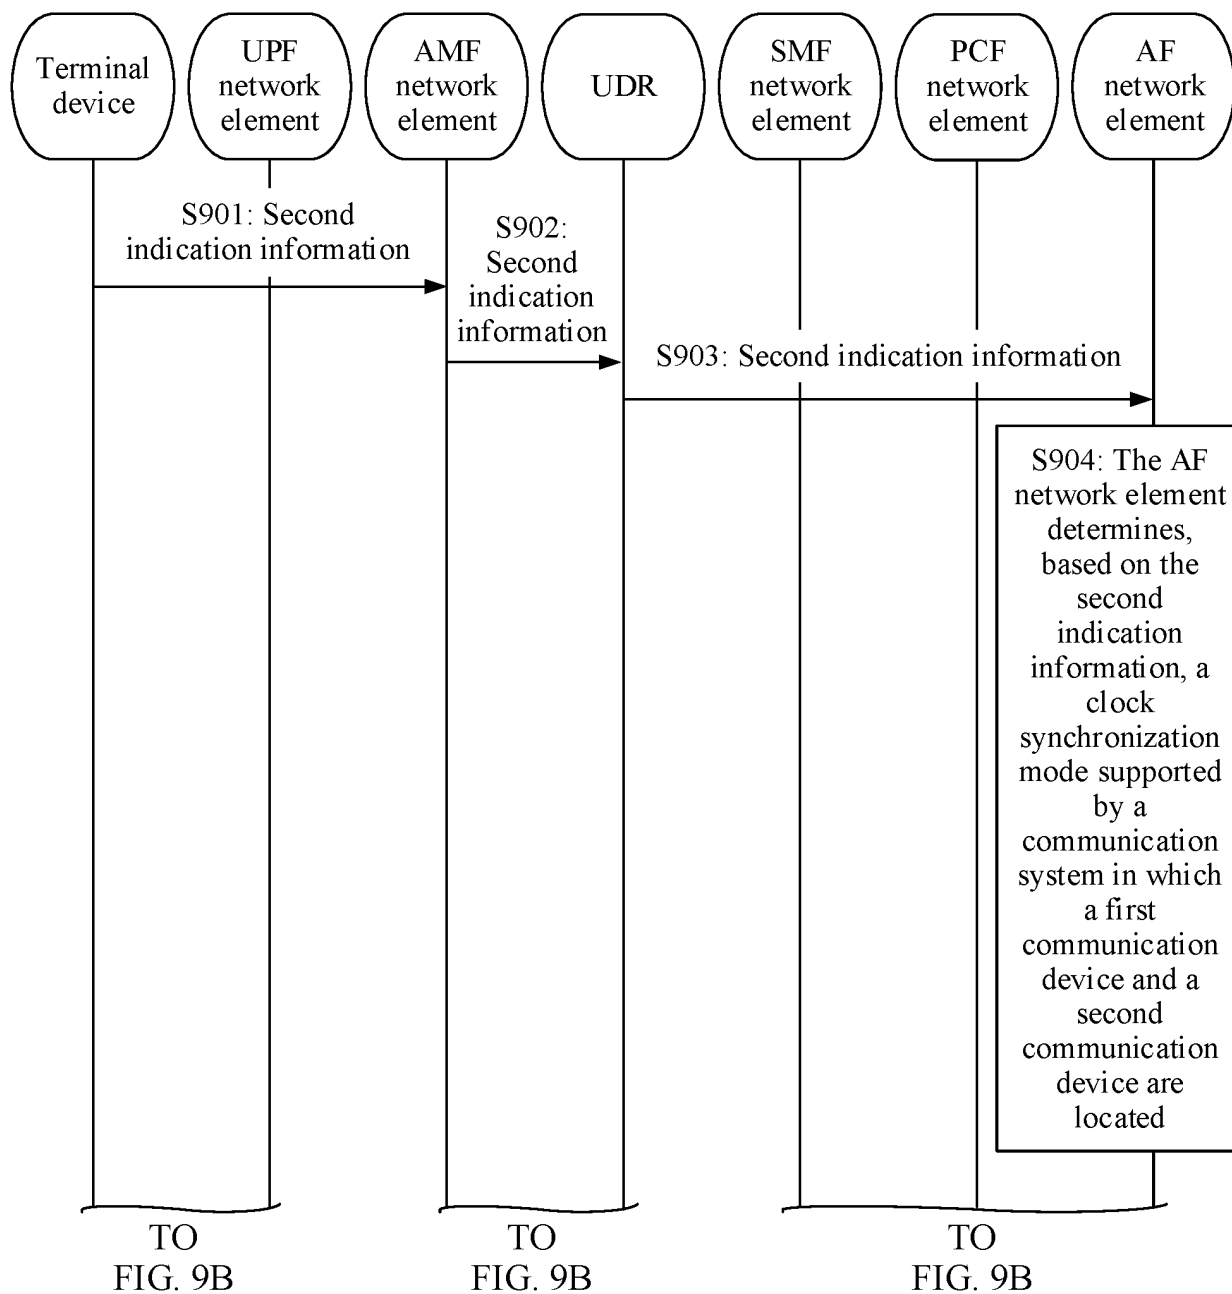 Terminal
device
UPF
network
element
AMF
network
element
UDR
SMF
network
element
PCF
network
element
AF
network
element
S901: Second
indication information
S902:
Second
indication
information
S903: Second indication information
S904: The AF
network element
determines,
based on the
second
indication
information, a
clock
synchronization
mode supported
by a
communication
system in which
a first
communication
device and a
second
communication
device are
located
TO
FIG. 9B
TO
FIG. 9B
TO
FIG. 9B